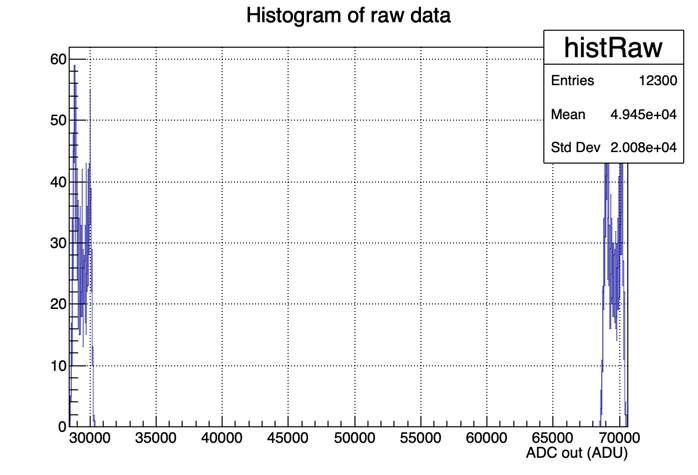 Histogram of raw data
histRaw
Entries 12300
Mean 4.945e+04
Std Dev 2.008e+04
60
50
40
30
20
10
0
30000 35000 40000 45000 50000 55000 60000 65000 70000
ADC out (ADU)